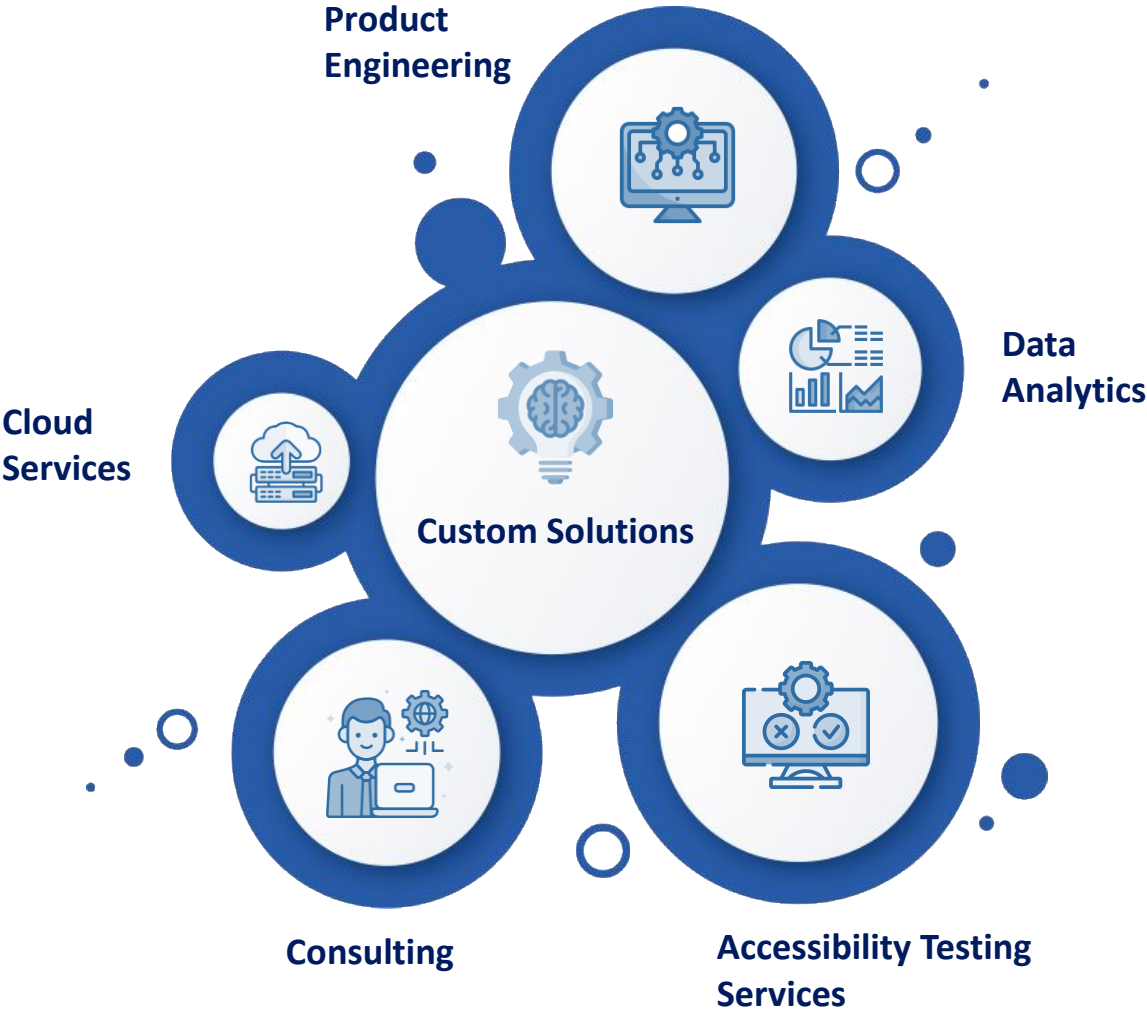 Product
Engineering
Data
Analytics
Cloud
Services
Custom Solutions
Consulting
Accessibility Testing
Services